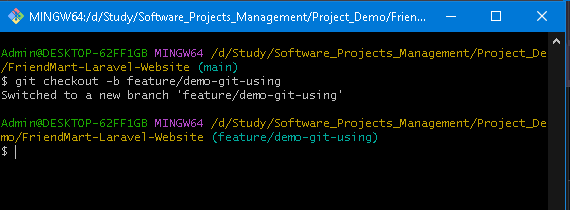 MINGW64:/d/Study/Software_Projects_Management/Project_Demo/Frien...
Admin@DESKTOP-62FF1GB MINGW64 /d/Study/Software_Projects_Management/Project_De
/FriendMart-Laravel-Website (main)
$ git checkout -b feature/demo-git-using
Switched to a new branch 'feature/demo-git-using'
Admin@DESKTOP-62FF1GB MINGW64 /d/Study/Software_Projects_Management/Project_De
mo/FriendMart-Laravel-Website (feature/demo-git-using)
$